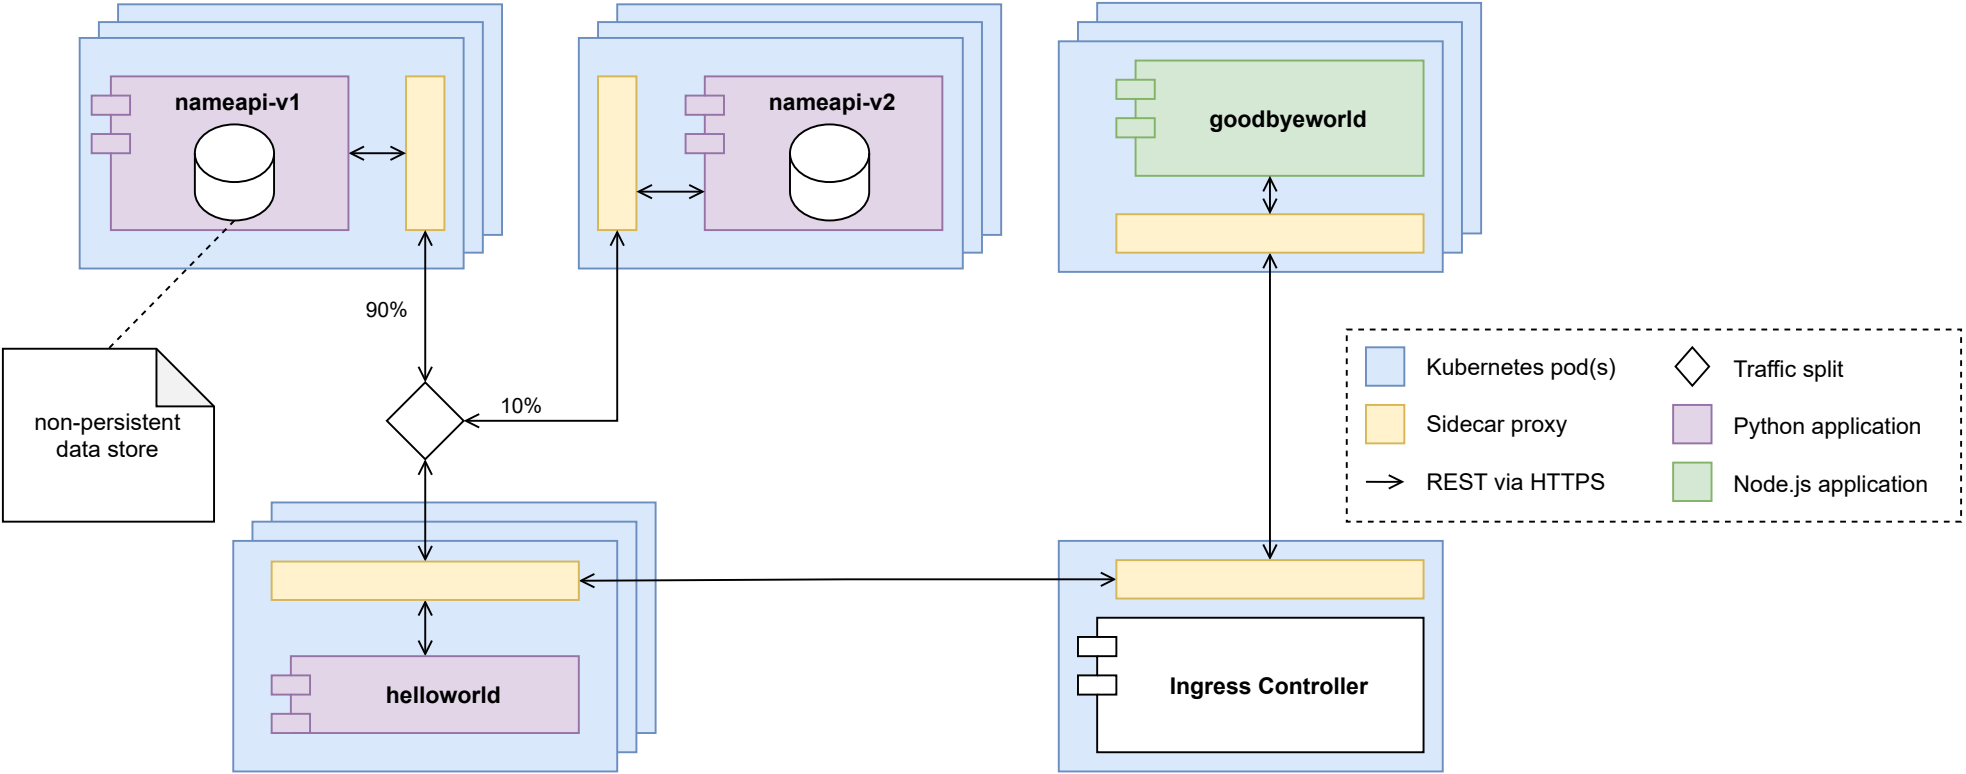 nameapi-v1
nameapi-v2
goodbyeworld
90%
10%
non-persistent
data store
Kubernetes pod(s)
Traffic split
Sidecar proxy
Python application
REST via HTTPS
Node.js application
helloworld
Ingress Controller